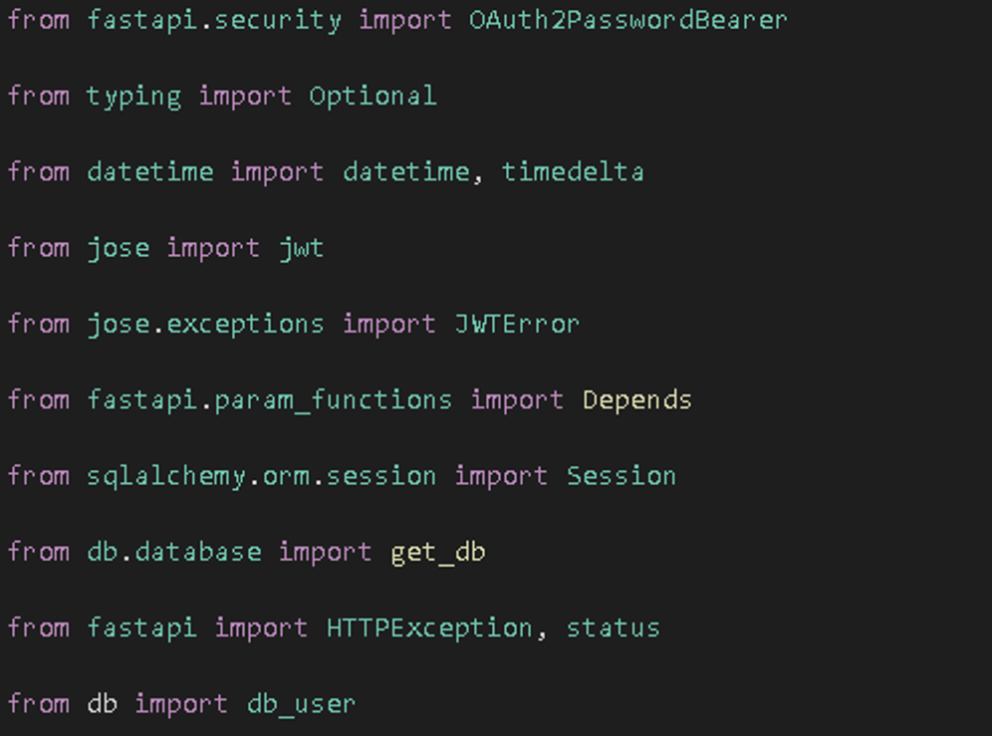 from fastapi.security import OAuth2PasswordBearer
from typing import Optional
from datetime import datetime, timedelta
from jose import jwt
from jose.exceptions import JWTError
from fastapi.param_functions import Depends
from sqlalchemy.orm.session import Session
from db.database import get_db
from fastapi import HTTPException, status
from db import db_user